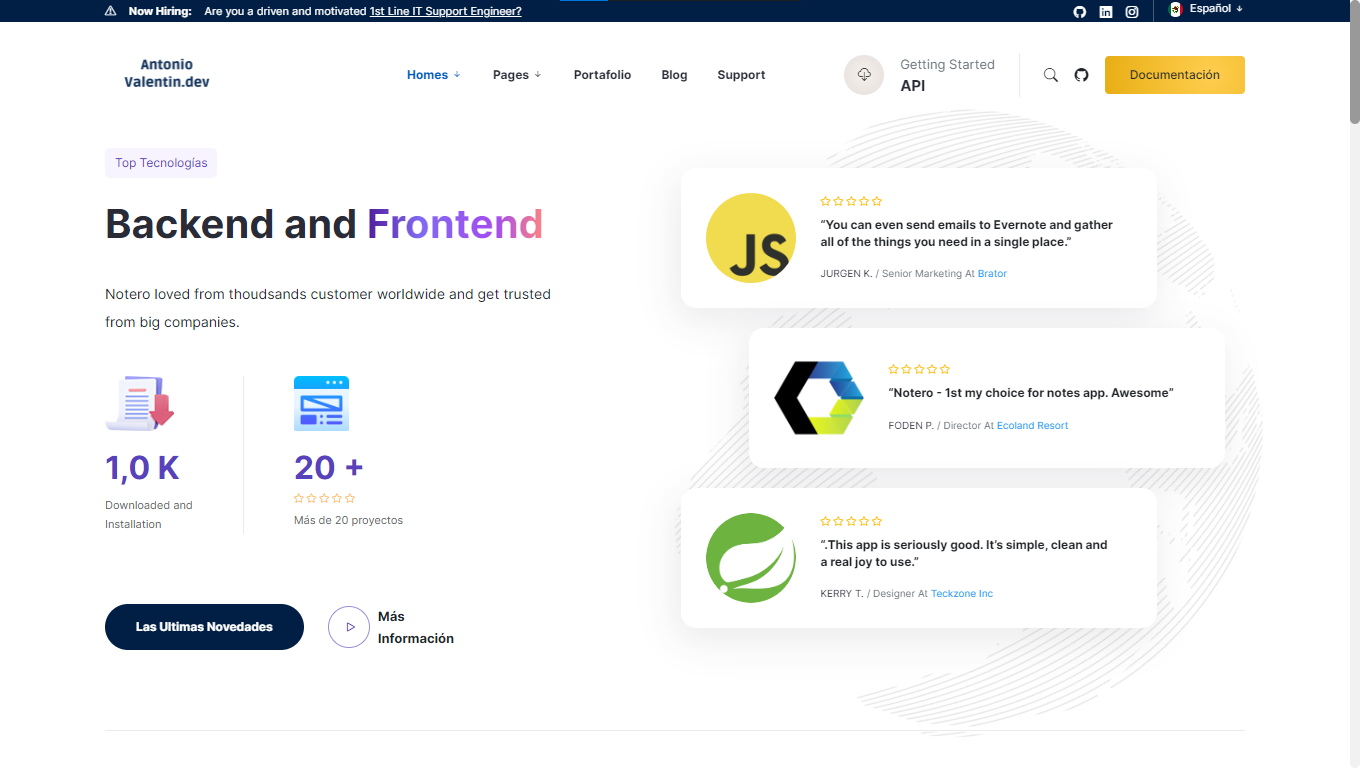 Now Hiring: Are you a driven and motivated 1st Line IT Support Engineer?
Español
Antonio
Valentin.dev
Homes
Pages
Portafolio
Blog
Support
Getting Started
API
Documentación
Top Tecnologías
Backend and Frontend
Notero loved from thoudsands customer worldwide and get trusted
from big companies.
1,0 K
Downloaded and
Installation
20 +
Más de 20 proyectos
Las Ultimas Novedades
Más
Información
JS
“You can even send emails to Evernote and gather
all of the things you need in a single place.”
JURGEN K. / Senior Marketing At Brator
“Notero - 1st my choice for notes app. Awesome”
FODEN P. / Director At Ecoland Resort
“.This app is seriously good. It’s simple, clean and
a real joy to use.”
KERRY T. / Designer At Teckzone Inc